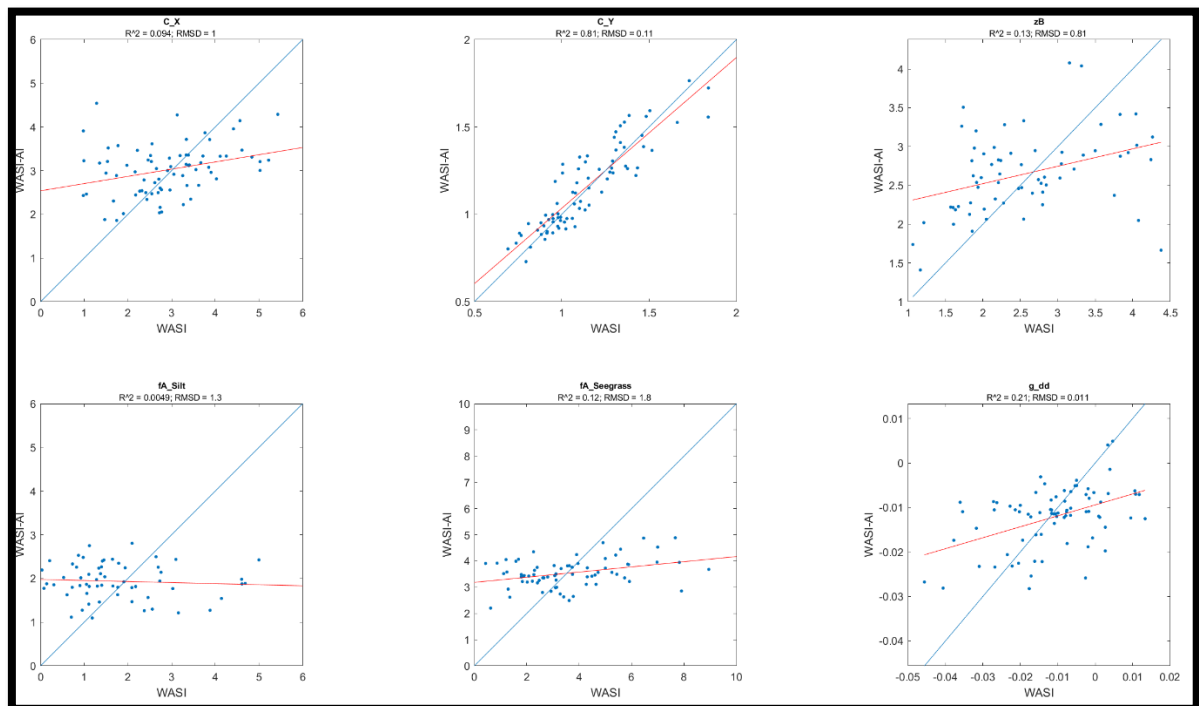 C_X
R^2 = 0.094; RMSD = 1
6
5
4
3
2
1
0
WASI-AI
0 1 2 3 4 5 6
WASI
C_Y
R^2 = 0.81; RMSD = 0.11
2
1.5
1
0.5
WASI-AI
0.5 1 1.5 2
WASI
zB
R^2 = 0.13; RMSD = 0.81
4
3.5
3
2.5
2
1.5
1
WASI-AI
1 1.5 2 2.5 3 3.5 4 4.5
WASI
fA_Silt
R^2 = 0.0049; RMSD = 1.3
6
5
4
3
2
1
0
WASI-AI
0 1 2 3 4 5 6
WASI
fA_Seegrass
R^2 = 0.12; RMSD = 1.8
10
9
8
7
6
5
4
3
2
1
0
WASI-AI
0 2 4 6 8 10
WASI
g_dd
R^2 = 0.21; RMSD = 0.011
0.01
0
-0.01
-0.02
-0.03
-0.04
WASI-AI
-0.05 -0.04 -0.03 -0.02 -0.01 0 0.01 0.02
WASI